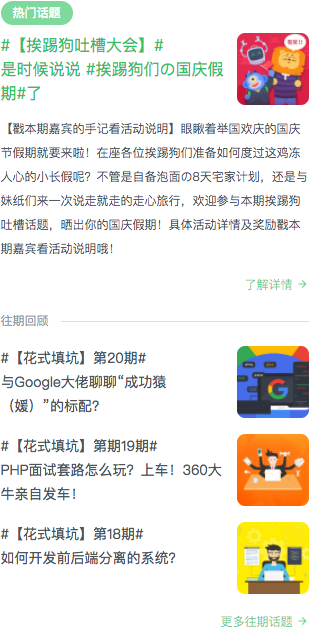 热门话题
#【挨踢狗吐槽大会】#
是时候说说 #挨踢狗们の国庆假
期#了
【戳本期嘉宾的手记看活动说明】眼瞅着举国欢庆的国庆
节假期就要来啦！在座各位挨踢狗们准备如何度过这鸡冻
人心的小长假呢？不管是自备泡面の8天宅家计划，还是与
妹纸们来一次说走就走的走心旅行，欢迎参与本期挨踢狗
吐槽话题，晒出你的国庆假期！具体活动详情及奖励戳本
期嘉宾看活动说明哦！
了解详情 →
往期回顾
#【花式填坑】第20期#
与Google大佬聊聊“成功猿
（媛）”的标配？
#【花式填坑】第期19期#
PHP面试套路怎么玩？上车！360大
牛亲自发车！
#【花式填坑】第18期#
如何开发前后端分离的系统？
更多往期话题 →